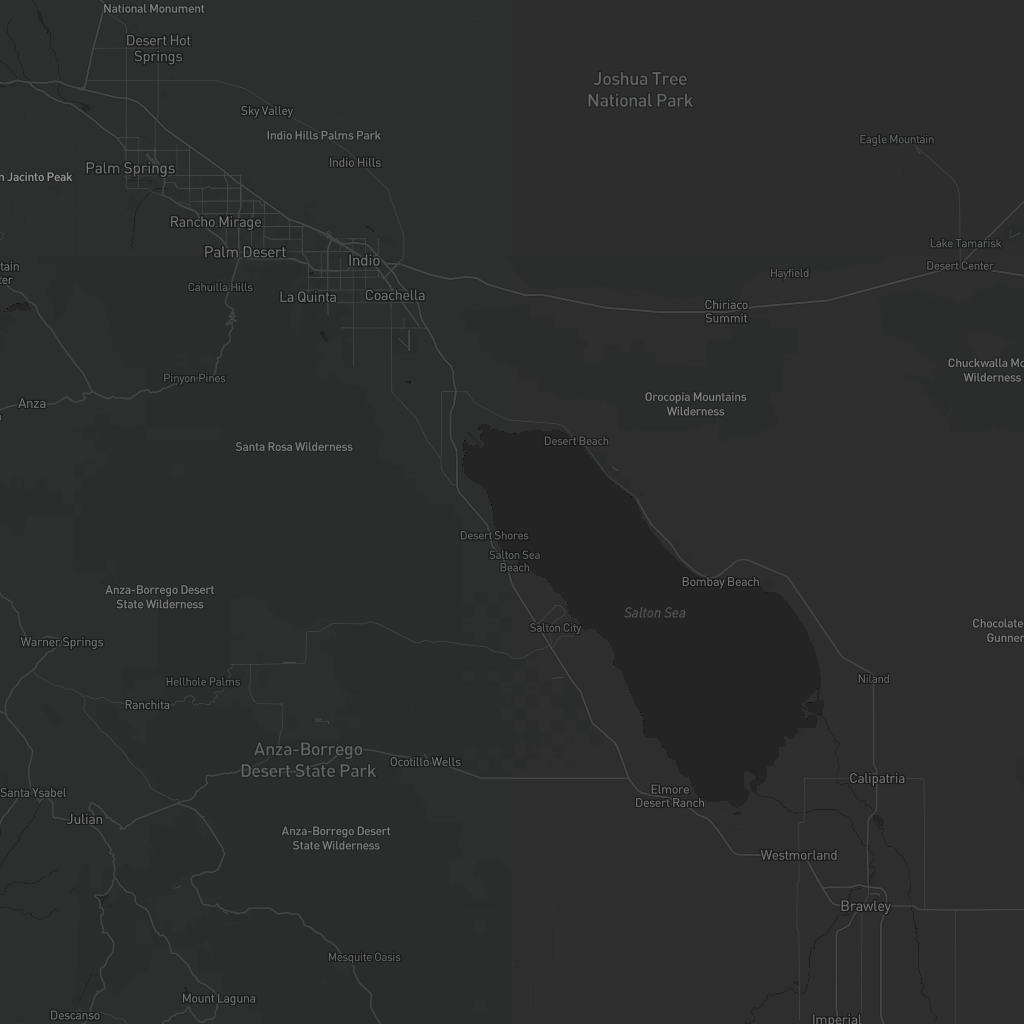 National Monument
Desert Hot
Springs
Joshua Tree
National Park
Sky Valley
Indio Hills Palms Park
Eagle Mountain
Indio Hills
Palm Springs
n Jacinto Peak
Rancho Mirage
Lake Tamarisk
Palm Desert
Indio
tain
ter
Desert Center
Hayfield
Cahuilla Hills
La Quinta
Coachella
Chiriaco
Summit
Chuckwalla Mo
Wilderness
Pinyon Pines
Anza
Orocopia Mountains
Wilderness
Santa Rosa Wilderness
Desert Beach
Desert Shores
Salton Sea
Beach
Bombay Beach
Anza-Borrego Desert
State Wilderness
Salton Sea
Salton City
Chocolate
Gunner
Warner Springs
Hellhole Palms
Niland
Ranchita
Anza-Borrego
Desert State Park
Ocotillo Wells
Calipatria
Santa Ysabel
Elmore
Desert Ranch
Julian
Anza-Borrego Desert
State Wilderness
Westmorland
Brawley
Mesquite Oasis
Mount Laguna
Descanso
Imperial